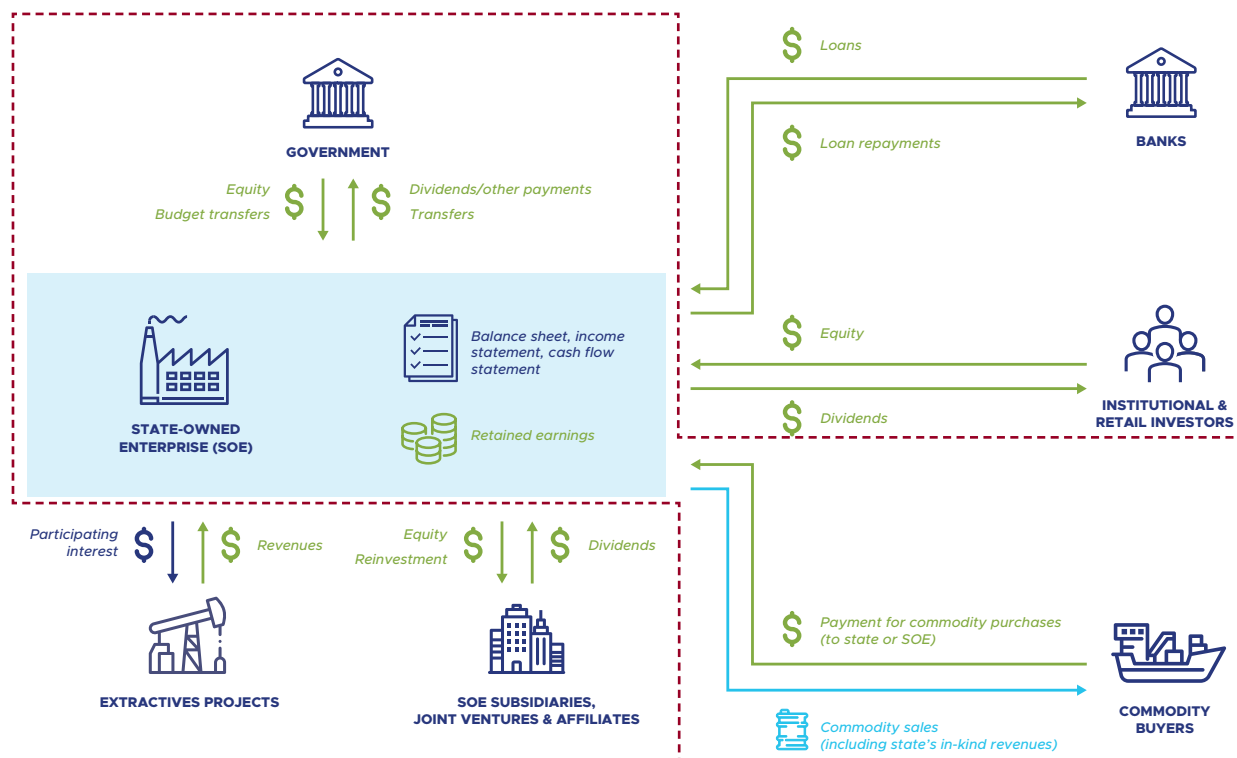 Loans
BANKS
Loan repayments
GOVERNMENT
Equity
Budget transfers
Dividends/other payments
Transfers
Balance sheet, income
statement, cash flow
statement
Retained earnings
STATE-OWNED
ENTERPRISE (SOE)
Equity
Dividends
INSTITUTIONAL &
RETAIL INVESTORS
Participating
interest
Revenues
Equity
Reinvestment
Dividends
EXTRACTIVES PROJECTS
SOE SUBSIDIARIES,
JOINT VENTURES & AFFILIATES
Payment for commodity purchases
(to state or SOE)
Commodity sales
(including state’s in-kind revenues)
COMMODITY
BUYERS